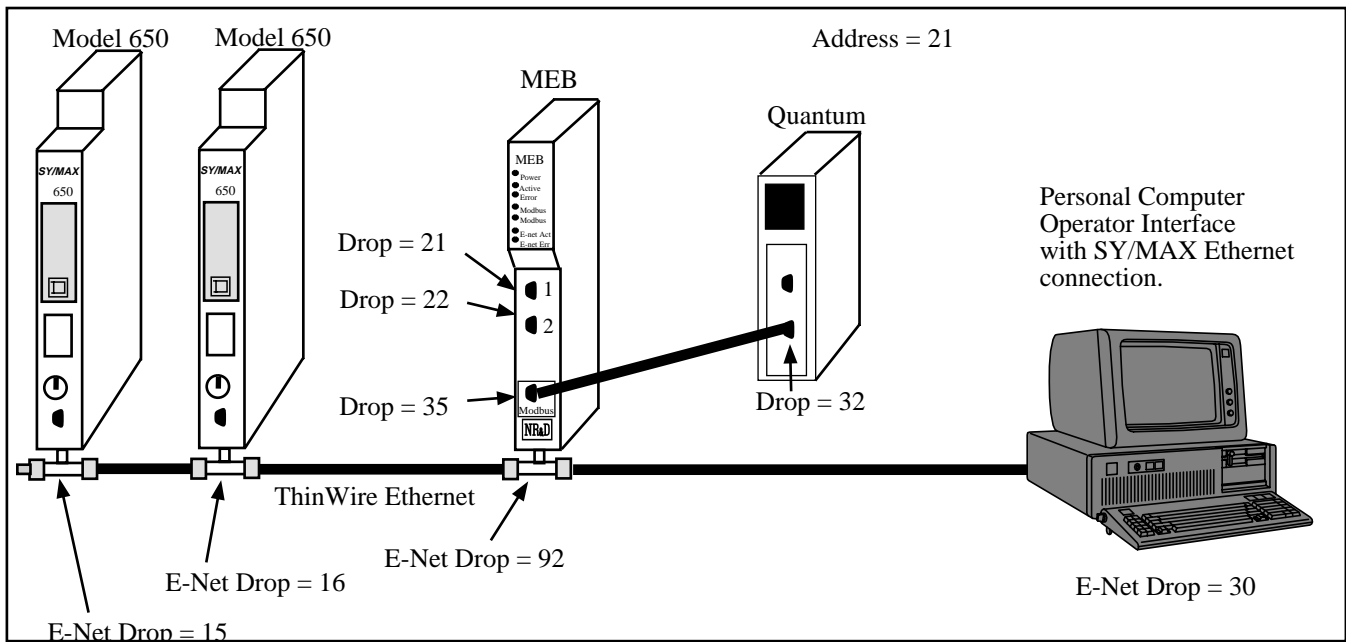 Model 650
Model 650
Address = 21
MEB
Quantum
SY/MAX
650
SY/MAX
650
MEB
Power
Active
Error
Modbus
Modbus
E-net Act
E-net Err
Personal Computer
Operator Interface
with SY/MAX Ethernet
connection.
Drop = 21
1
Drop = 22
2
Drop = 35
Modbus
NR&D
Drop = 32
ThinWire Ethernet
E-Net Drop = 92
E-Net Drop = 16
E-Net Drop = 30
E-Net Drop = 15